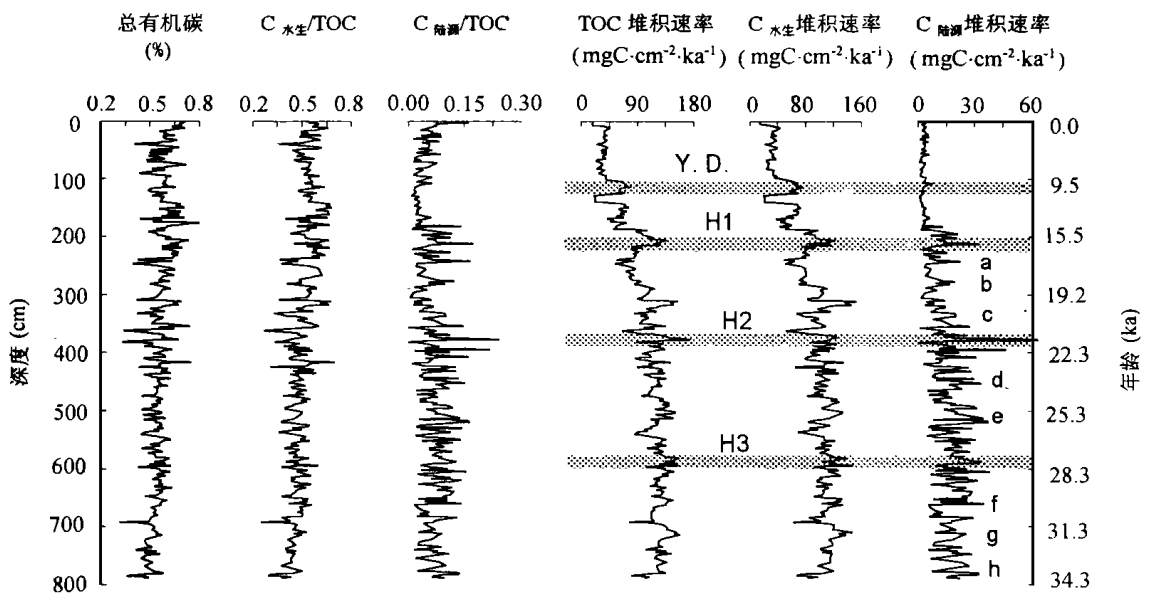 总有机碳 C 水生/TOC C 陆源/TOC TOC 堆积速率 C 水生堆积速率 C 陆源堆积速率
(%) (mgC·cm⁻²·ka⁻¹) (mgC·cm⁻²·ka⁻¹) (mgC·cm⁻²·ka⁻¹)
0.2 0.5 0.8 0.2 0.5 0.8 0.00 0.15 0.30 0 90 180 0 80 160 0 30 60
0 0.0
Y. D.
100 9.5
H1
200 15.5
a
b
300 19.2
c
H2
400 22.3
d
e
500 25.3
H3
600 28.3
f
700 31.3
g
h
800 34.3
深度 (cm)
年龄 (ka)